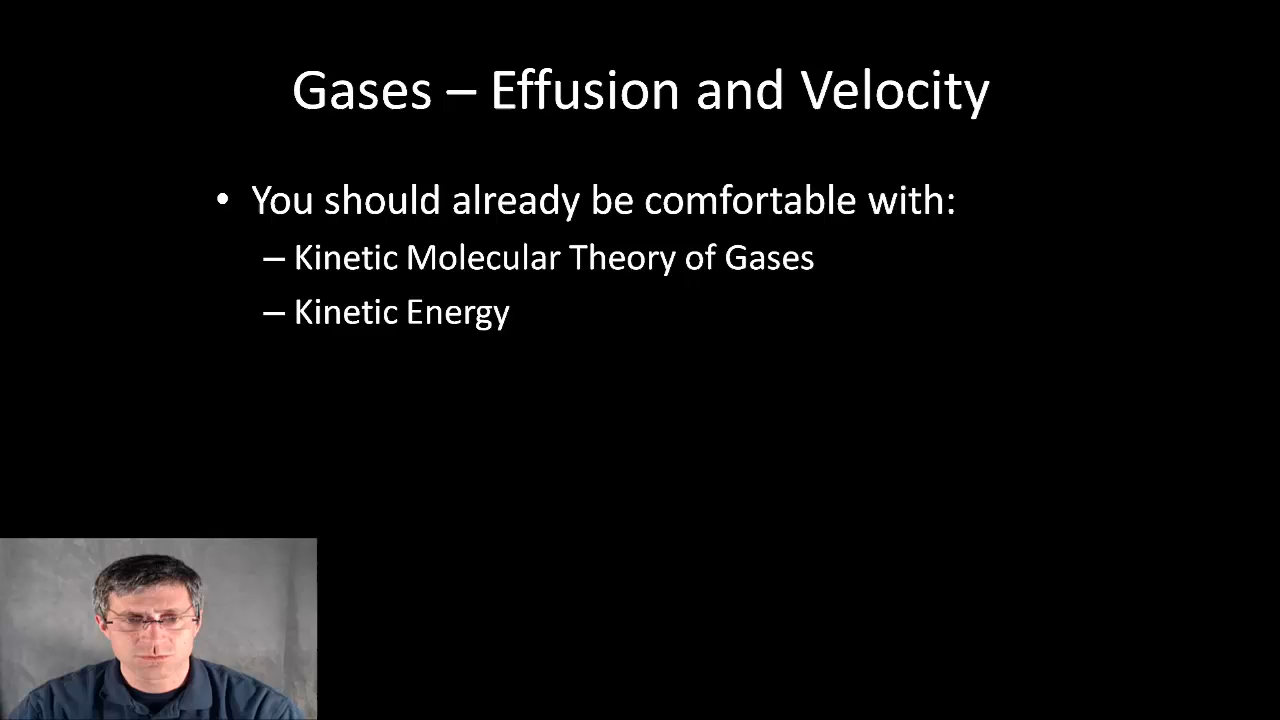 Gases – Effusion and Velocity
• You should already be comfortable with:
– Kinetic Molecular Theory of Gases
– Kinetic Energy